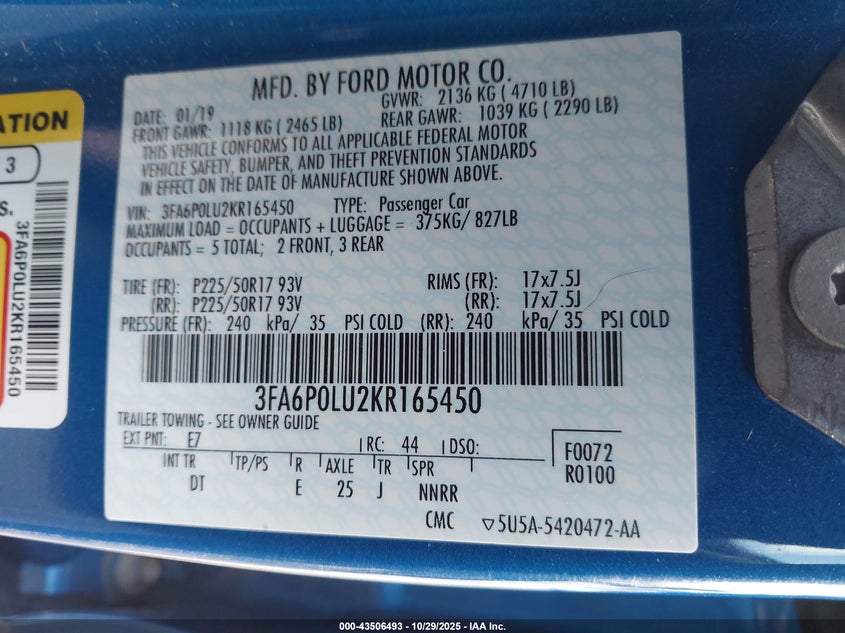 ATION
3
S.
3FA6P0LU2KR165450
MFD. BY FORD MOTOR CO.
DATE: 01/19 GVWR: 2136 KG ( 4710 LB)
FRONT GAWR: 1118 KG ( 2465 LB) REAR GAWR: 1039 KG ( 2290 LB)
THIS VEHICLE CONFORMS TO ALL APPLICABLE FEDERAL MOTOR
VEHICLE SAFETY, BUMPER, AND THEFT PREVENTION STANDARDS
IN EFFECT ON THE DATE OF MANUFACTURE SHOWN ABOVE.
VIN: 3FA6P0LU2KR165450 TYPE: Passenger Car
MAXIMUM LOAD = OCCUPANTS + LUGGAGE = 375KG/ 827LB
OCCUPANTS = 5 TOTAL; 2 FRONT, 3 REAR
TIRE (FR): P225/50R17 93V RIMS (FR): 17x7.5J
(RR): P225/50R17 93V (RR): 17x7.5J
PRESSURE (FR): 240 kPa/ 35 PSI COLD (RR): 240 kPa/ 35 PSI COLD
3FA6P0LU2KR165450
TRAILER TOWING - SEE OWNER GUIDE
EXT PNT: E7 RC: 44 DSO: F0072
INT TR TP/PS R AXLE TR SPR R0100
DT E 25 J NNRR
CMC ▽5U5A-5420472-AA
000-43506493 - 10/29/2025 - IAA Inc.